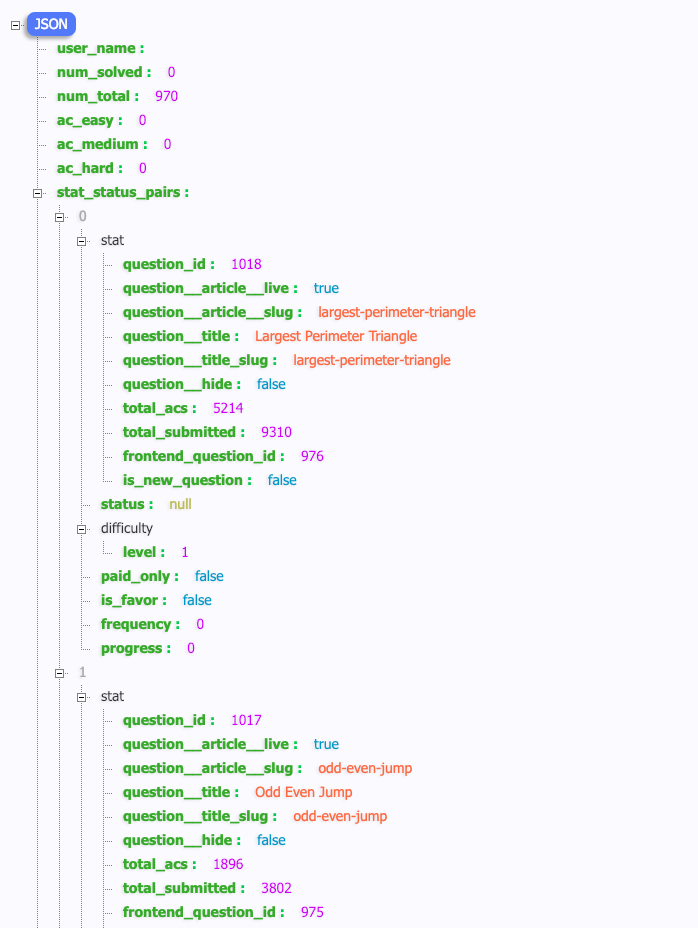 JSON
user_name :
num_solved : 0
num_total : 970
ac_easy : 0
ac_medium : 0
ac_hard : 0
stat_status_pairs :
0
stat
question_id : 1018
question__article__live : true
question__article__slug : largest-perimeter-triangle
question__title : Largest Perimeter Triangle
question__title_slug : largest-perimeter-triangle
question__hide : false
total_acs : 5214
total_submitted : 9310
frontend_question_id : 976
is_new_question : false
status : null
difficulty
level : 1
paid_only : false
is_favor : false
frequency : 0
progress : 0
1
stat
question_id : 1017
question__article__live : true
question__article__slug : odd-even-jump
question__title : Odd Even Jump
question__title_slug : odd-even-jump
question__hide : false
total_acs : 1896
total_submitted : 3802
frontend_question_id : 975